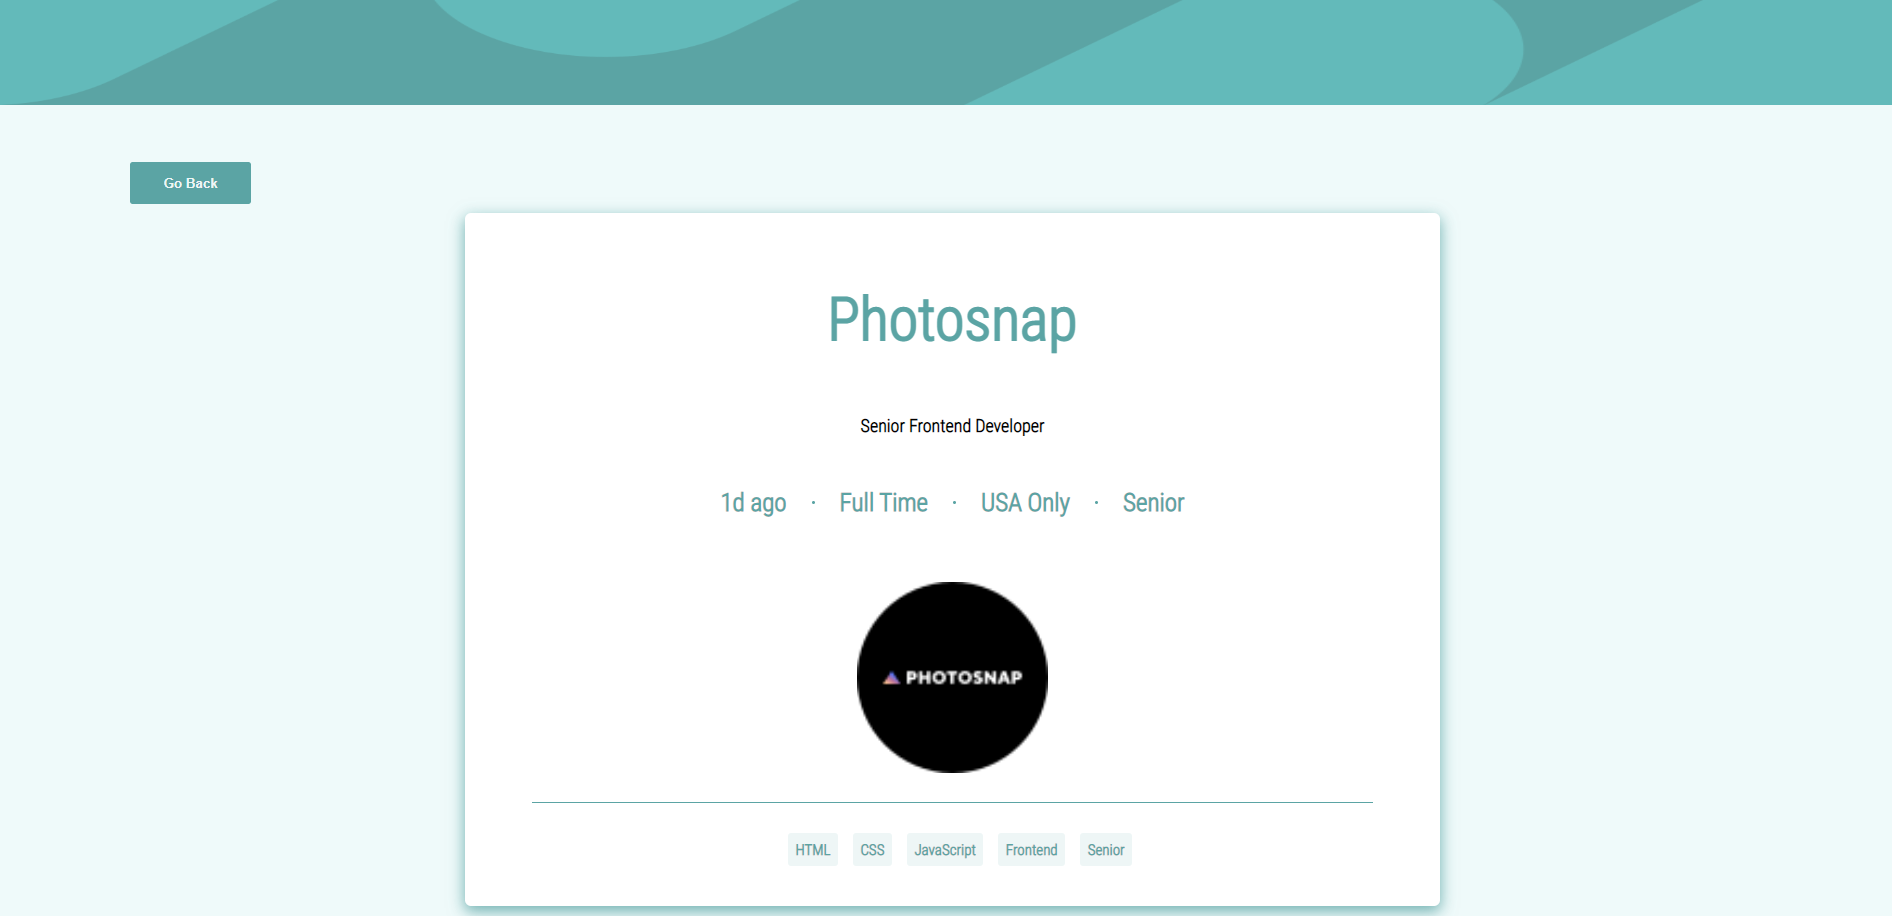 Go Back
Photosnap
Senior Frontend Developer
1d ago · Full Time · USA Only · Senior
PHOTOSNAP
HTML CSS JavaScript Frontend Senior